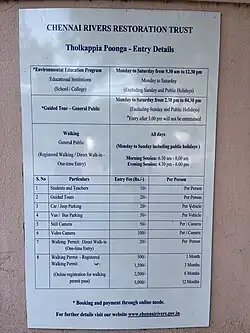 CHENNAI RIVERS RESTORATION TRUST
Tholkappia Poonga - Entry Details
*Environmental Education Program
Educational Institutions
(School / College)
Monday to Saturday from 9.30 am to 12.30 pm
Monday to Saturday
(Excluding Sunday and Public Holidays)
*Guided Tour - General Public
Monday to Saturday from 2.30 pm to 04.30 pm
(Excluding Sunday and Public Holidays)
*Entry after 3.00 pm will not be entertained
Walking
General Public
(Registered Walking / Direct Walk-in -
One-time Entry)
All days
(Monday to Sunday including public holidays )
Morning Session: 6.30 am - 8.00 am
Evening Session: 4.30 pm - 6.00 pm
S. No Particulars Entry Fee (Rs./-) Per Person
1 Students and Teachers 10/- Per Person
2 Guided Tours 20/- Per Person
3 Car / Jeep Parking 20/- Per Vehicle
4 Van / Bus Parking 50/- Per Vehicle
5 Still Camera 50/- Per / Camera
6 Video Camera 100/- Per / Camera
7 Walking Permit: Direct Walk-in (One-time Entry) 20/- Per Person
8 Walking Permit - Registered 500/- 1 Month
Walking Permit 1,500/- 3 Months
(Online registration for walking 2,500/- 6 Months
permit pass) 5,000/- 12 Months
* Booking and payment through online mode.
For further details visit our website www.chennairivers.gov.in